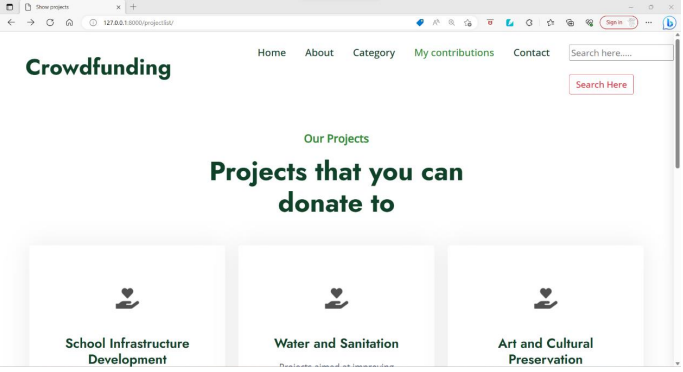 Show projects
127.0.0.1:8000/projectlist/
Sign in
Crowdfunding
Home About Category My contributions Contact
Search here.....
Search Here
Our Projects
Projects that you can
donate to
School Infrastructure
Development
Water and Sanitation
Projects aimed at improving
Art and Cultural
Preservation